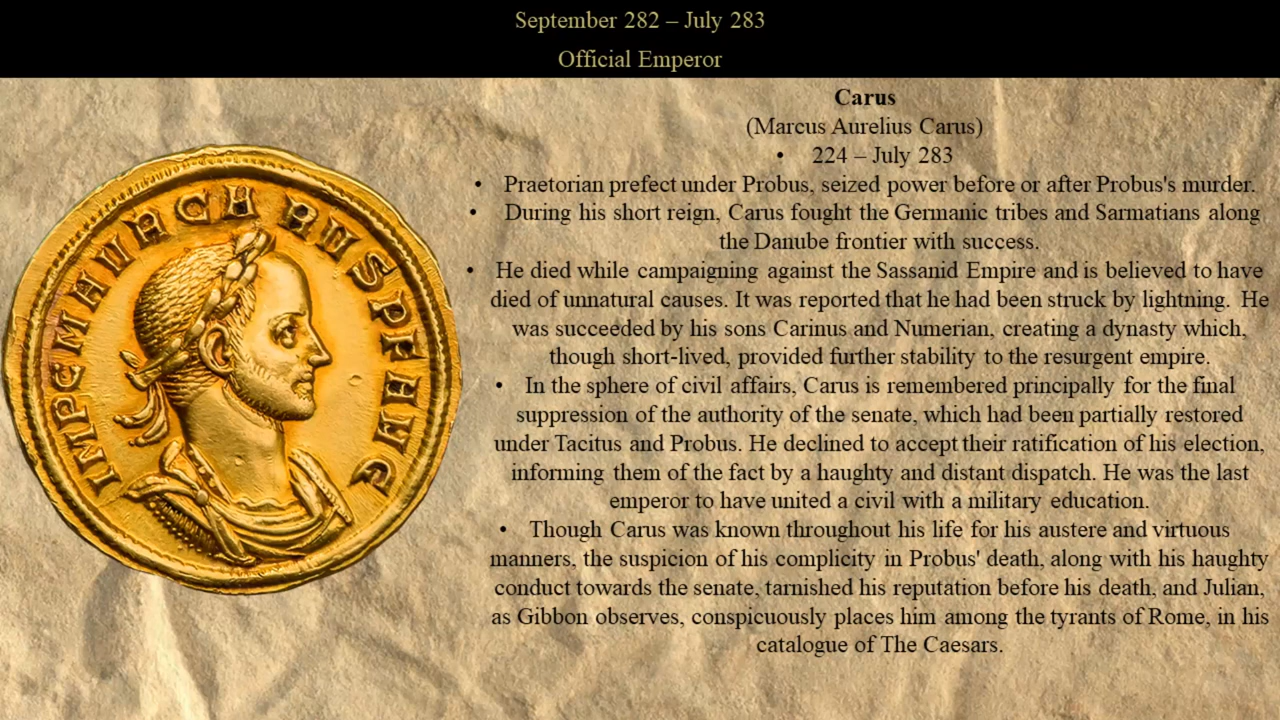 September 282 – July 283
Official Emperor
Carus
(Marcus Aurelius Carus)
• 224 – July 283
• Praetorian prefect under Probus, seized power before or after Probus's murder.
• During his short reign, Carus fought the Germanic tribes and Sarmatians along
the Danube frontier with success.
• He died while campaigning against the Sassanid Empire and is believed to have
died of unnatural causes. It was reported that he had been struck by lightning. He
was succeeded by his sons Carinus and Numerian, creating a dynasty which,
though short-lived, provided further stability to the resurgent empire.
• In the sphere of civil affairs, Carus is remembered principally for the final
suppression of the authority of the senate, which had been partially restored
under Tacitus and Probus. He declined to accept their ratification of his election,
informing them of the fact by a haughty and distant dispatch. He was the last
emperor to have united a civil with a military education.
• Though Carus was known throughout his life for his austere and virtuous
manners, the suspicion of his complicity in Probus' death, along with his haughty
conduct towards the senate, tarnished his reputation before his death, and Julian,
as Gibbon observes, conspicuously places him among the tyrants of Rome, in his
catalogue of The Caesars.
IMPCMAVRCARVSPFAVG